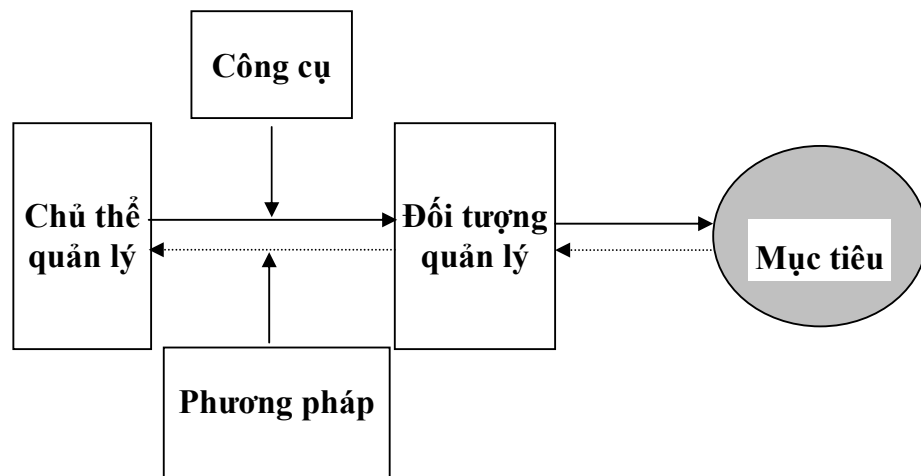 Công cụ
Chủ thể
quản lý
Đối tượng
quản lý
Mục tiêu
Phương pháp